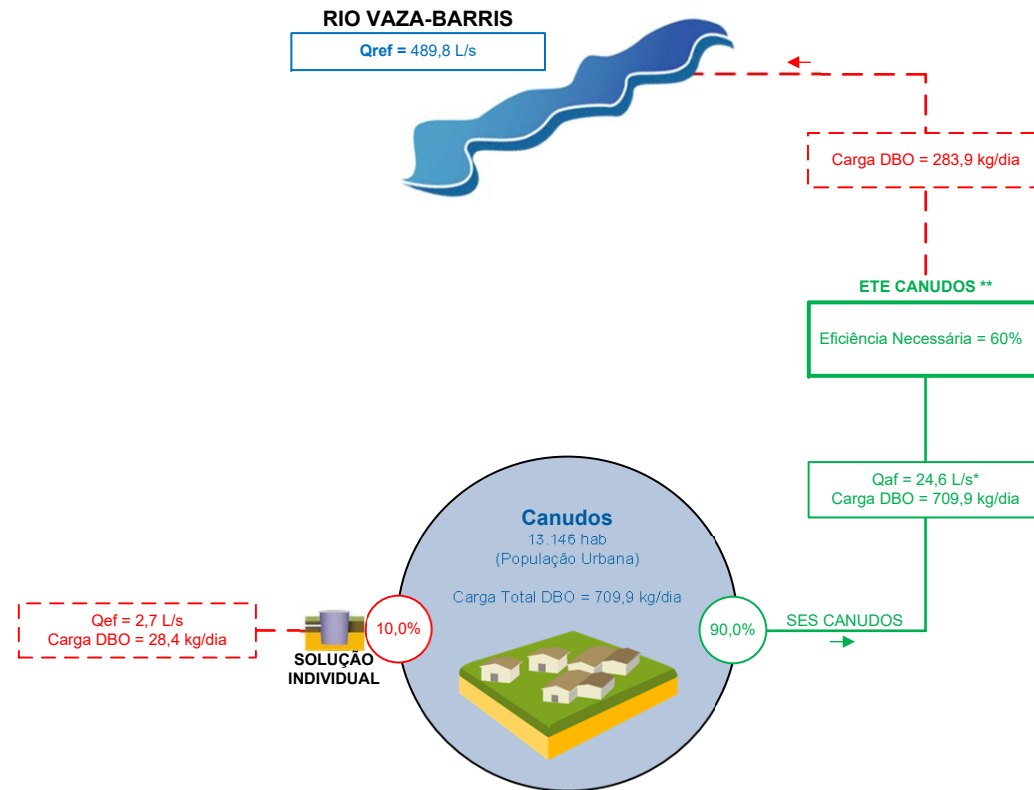 RIO VAZA-BARRIS
Qref = 489,8 L/s
Carga DBO = 283,9 kg/dia
ETE CANUDOS **
Eficiência Necessária = 60%
Qaf = 24,6 L/s*
Carga DBO = 709,9 kg/dia
Canudos
13.146 hab
(População Urbana)
Carga Total DBO = 709,9 kg/dia
Qef = 2,7 L/s
Carga DBO = 28,4 kg/dia
SOLUÇÃO
INDIVIDUAL
10,0%
90,0%
SES CANUDOS